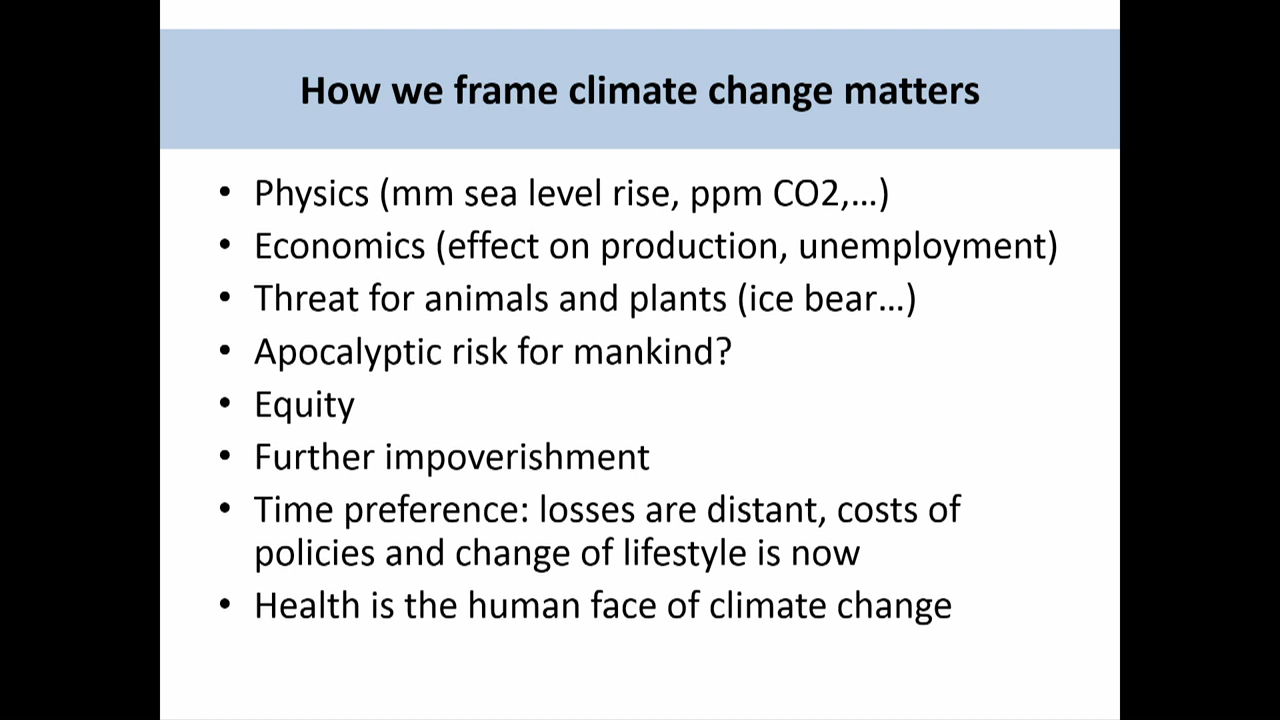 How we frame climate change matters
• Physics (mm sea level rise, ppm CO2,...)
• Economics (effect on production, unemployment)
• Threat for animals and plants (ice bear...)
• Apocalyptic risk for mankind?
• Equity
• Further impoverishment
• Time preference: losses are distant, costs of
policies and change of lifestyle is now
• Health is the human face of climate change